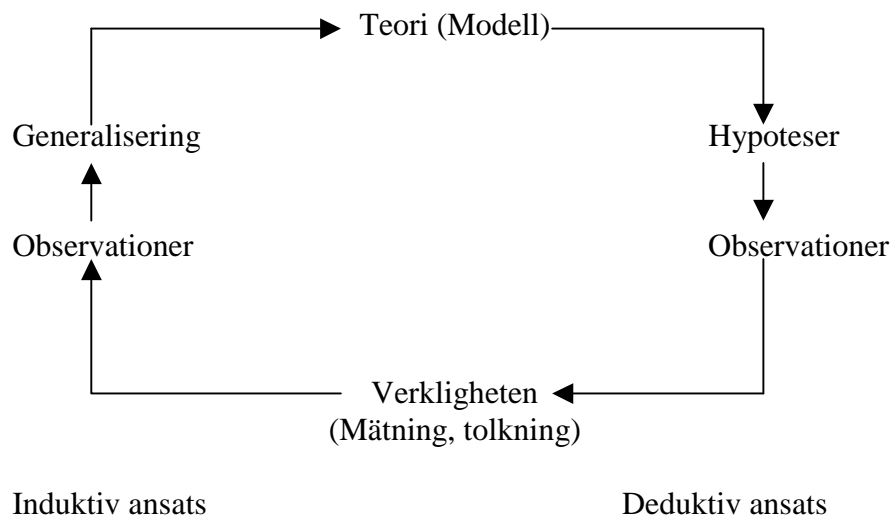 Teori (Modell)
Generalisering
Hypoteser
Observationer
Observationer
Verkligheten
(Mätning, tolkning)
Induktiv ansats
Deduktiv ansats